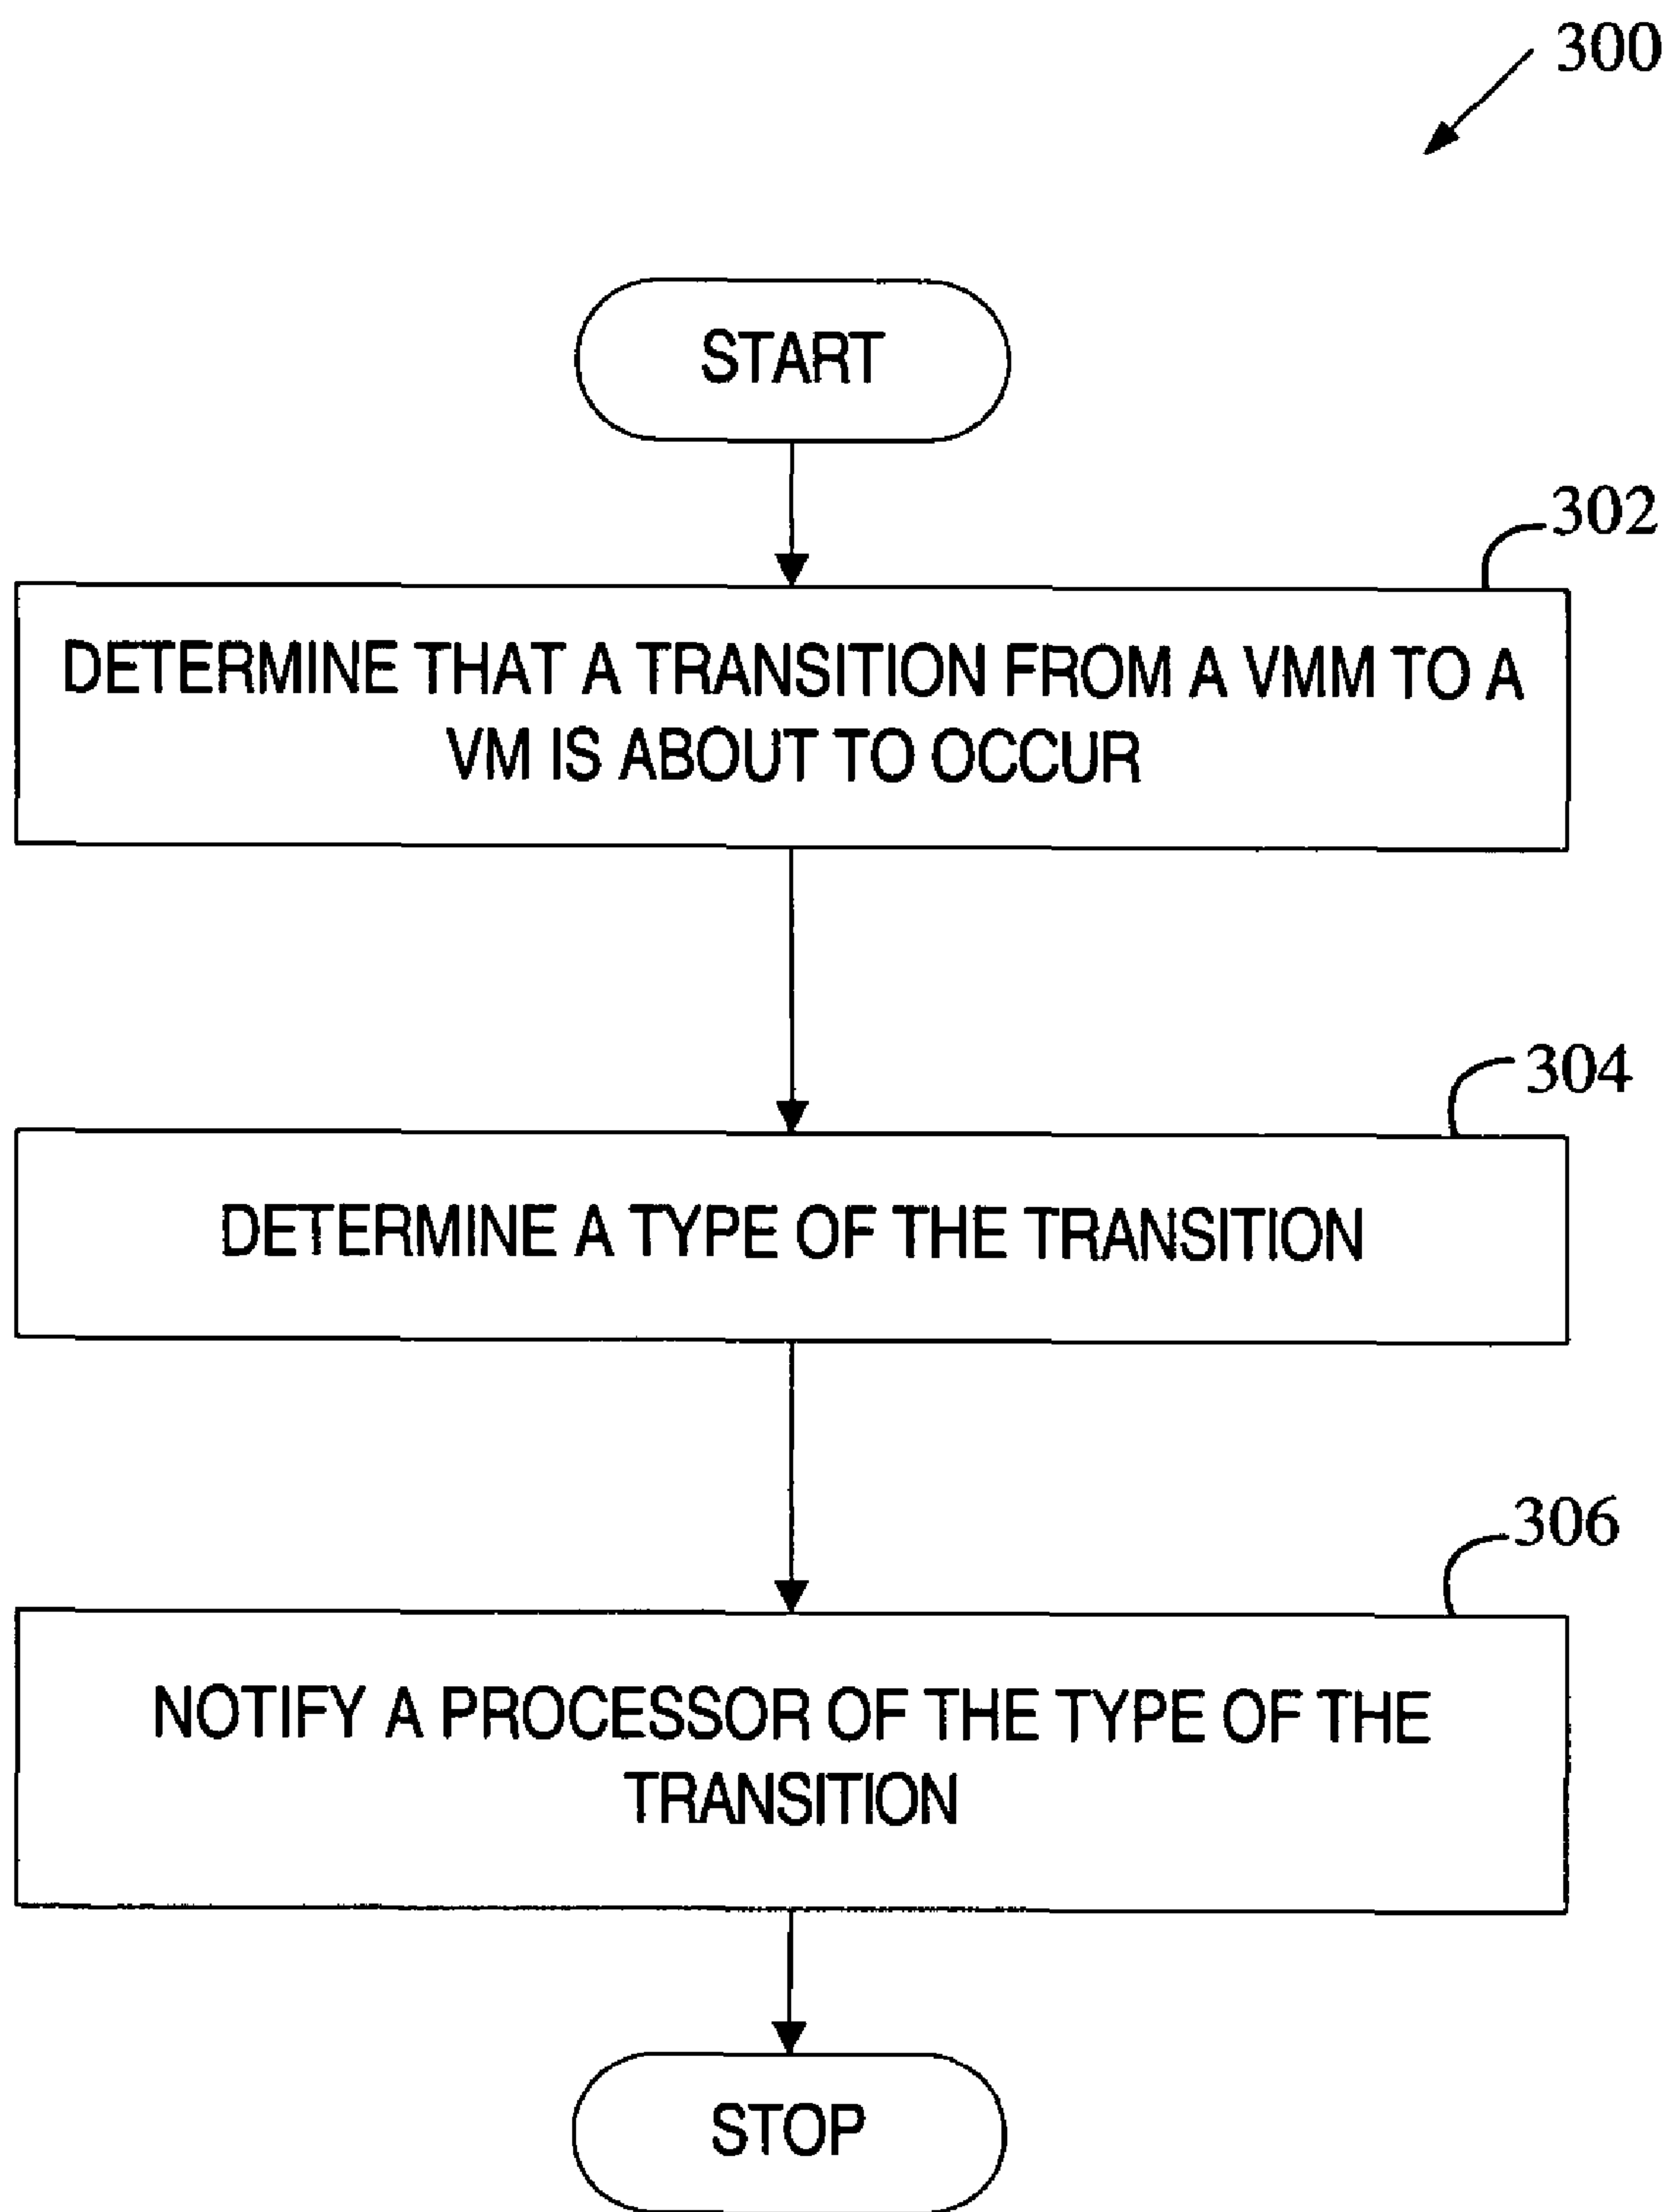 300
START
302
DETERMINE THAT A TRANSITION FROM A VMM TO A
VM IS ABOUT TO OCCUR
304
DETERMINE A TYPE OF THE TRANSITION
306
NOTIFY A PROCESSOR OF THE TYPE OF THE
TRANSITION
STOP